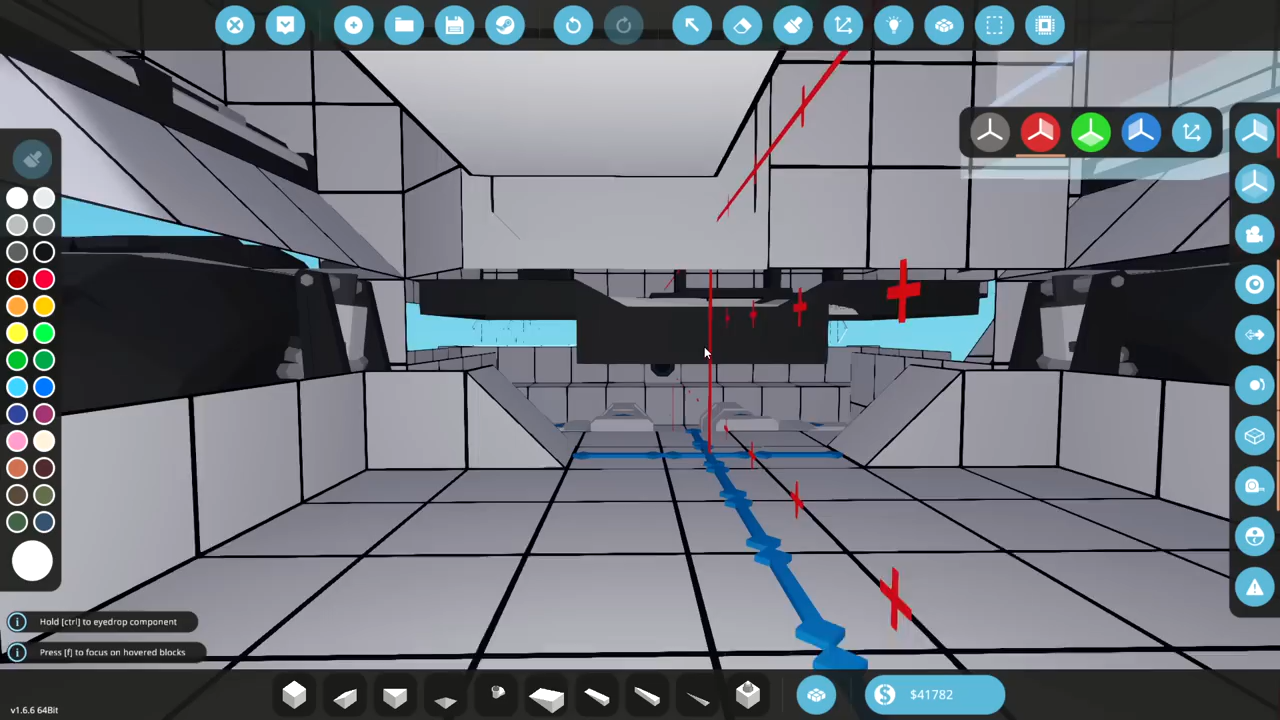 Hold [ctrl] to eyedrop component
Press [f] to focus on hovered blocks
v1.6.6 64Bit
$41782